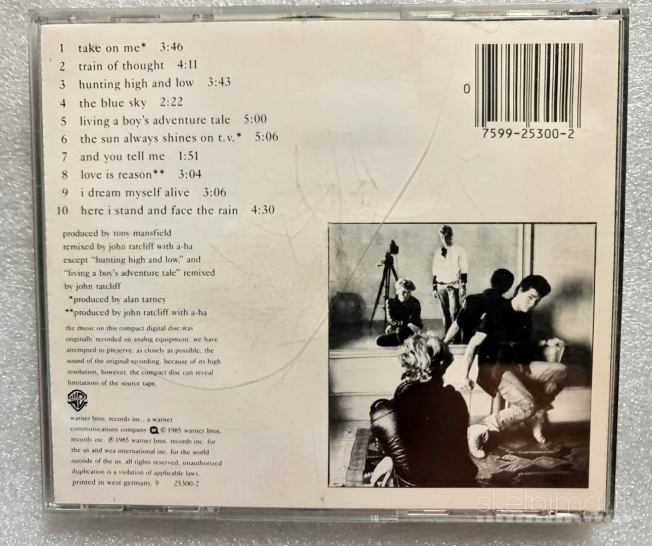 1 take on me* 3:46
2 train of thought 4:11
3 hunting high and low 3:43
4 the blue sky 2:22
5 living a boy's adventure tale 5:00
6 the sun always shines on t.v.* 5:06
7 and you tell me 1:51
8 love is reason** 3:04
9 i dream myself alive 3:06
10 here i stand and face the rain 4:30
0
7599-25300-2
produced by tony mansfield
remixed by john ratcliff with a-ha
except "hunting high and low," and
"living a boy's adventure tale" remixed
by john ratcliff
*produced by alan tarney
**produced by john ratcliff with a-ha
the music on this compact digital disc was
originally recorded on analog equipment. we have
attempted to preserve, as closely as possible, the
sound of the original recording. because of its high
resolution, however, the compact disc can reveal
limitations of the source tape.
warner bros. records inc., a warner
communications company © 1985 warner bros.
records inc. ℗ 1985 warner bros. records inc. for
the us and wea international inc. for the world
outside of the us. all rights reserved. unauthorized
duplication is a violation of applicable laws.
printed in west germany. 9 25300-2